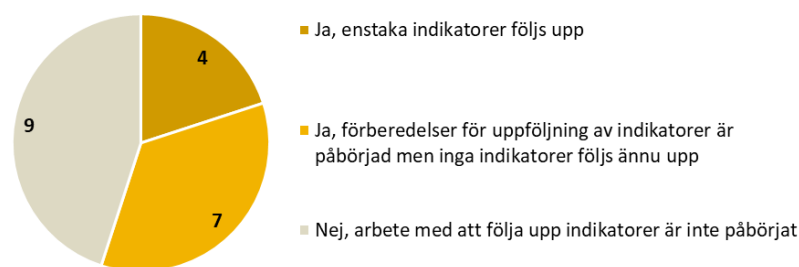 4
7
9
Ja, enstaka indikatorer följs upp
Ja, förberedelser för uppföljning av indikatorer är
påbörjad men inga indikatorer följs ännu upp
Nej, arbete med att följa upp indikatorer är inte påbörjat